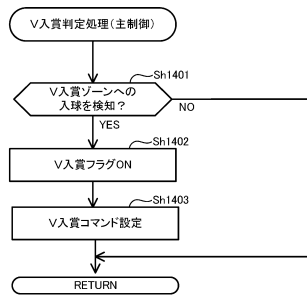 V入賞判定処理(主制御)
Sh1401
V入賞ゾーンへの
入球を検知?
NO
YES
Sh1402
V入賞フラグON
Sh1403
V入賞コマンド設定
RETURN